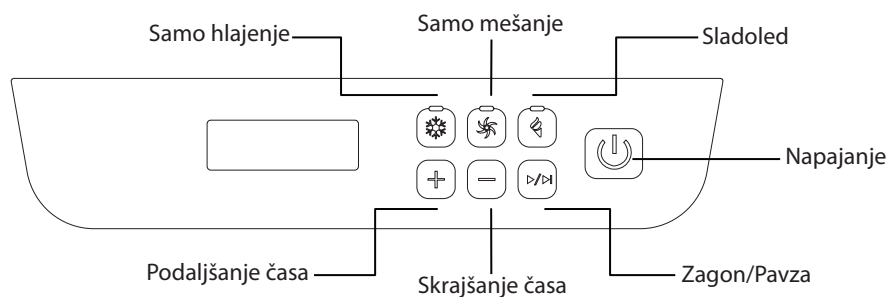 Samo hlajenje
Samo mešanje
Sladoled
Napajanje
Podaljšanje časa
Skrajšanje časa
Zagon/Pavza